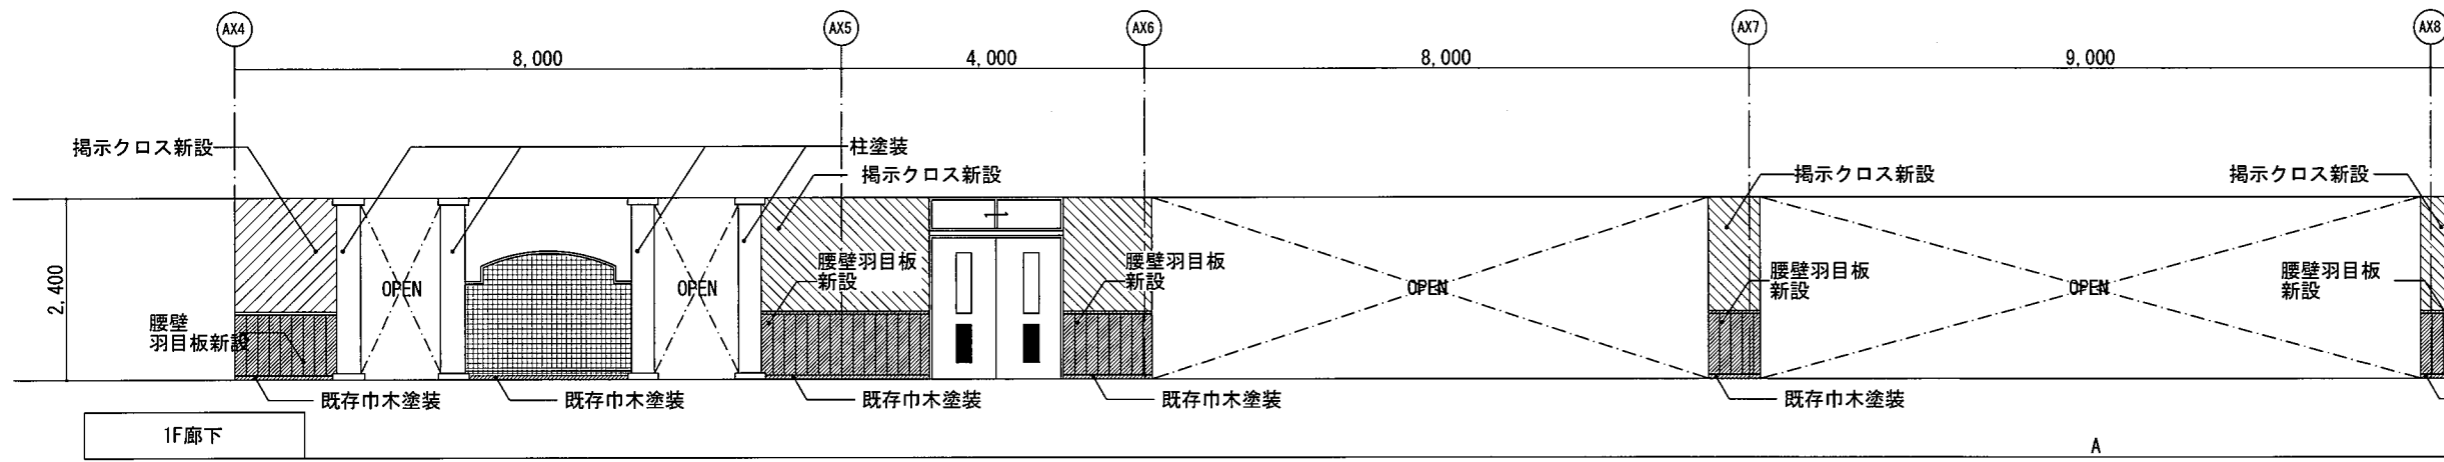 AX4
AX5
AX6
AX7
AX8
8,000
4,000
8,000
9,000
掲示クロス新設
柱塗装
掲示クロス新設
掲示クロス新設
掲示クロス新設
2,400
OPEN
OPEN
腰壁羽目板
新設
腰壁羽目板
新設
OPEN
腰壁羽目板
新設
OPEN
腰壁羽目板
新設
腰壁
羽目板新設
既存巾木塗装
既存巾木塗装
既存巾木塗装
既存巾木塗装
既存巾木塗装
1F廊下
A